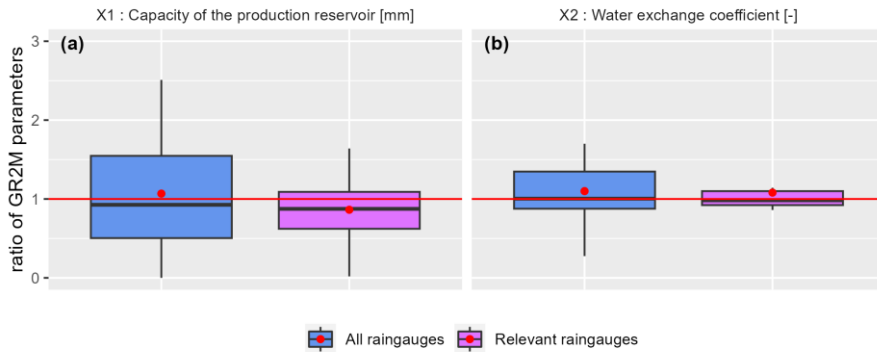 X1 : Capacity of the production reservoir [mm]
X2 : Water exchange coefficient [-]
(a)
(b)
ratio of GR2M parameters
3
2
1
0
All raingauges
Relevant raingauges